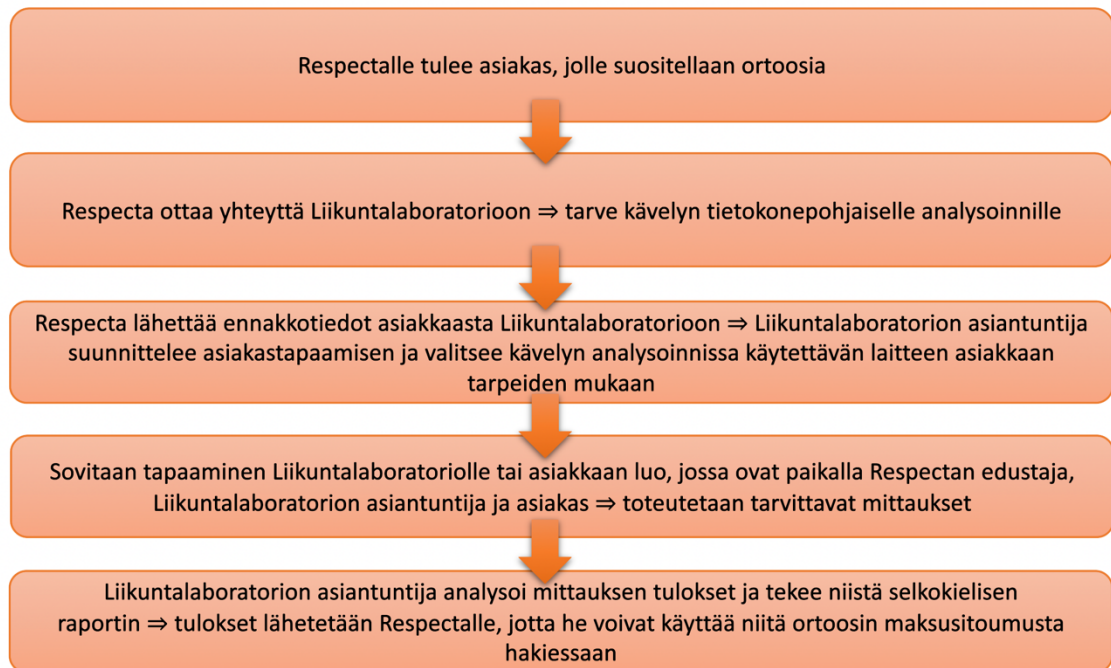 Respectalle tulee asiakas, jolle suositellaan ortoosia
Respecta ottaa yhteyttä Liikuntalaboratorioon ⇒ tarve kävelyn tietokonepohjaiselle analysoinnille
Respecta lähettää ennakkotiedot asiakkaasta Liikuntalaboratorioon ⇒ Liikuntalaboratorion asiantuntija
suunnittelee asiakastapaamisen ja valitsee kävelyn analysoinnissa käytettävän laitteen asiakkaan
tarpeiden mukaan
Sovitaan tapaaminen Liikuntalaboratoriolle tai asiakkaan luo, jossa ovat paikalla Respectan edustaja,
Liikuntalaboratorion asiantuntija ja asiakas ⇒ toteutetaan tarvittavat mittaukset
Liikuntalaboratorion asiantuntija analysoi mittauksen tulokset ja tekee niistä selkokielisen
raportin ⇒ tulokset lähetetään Respectalle, jotta he voivat käyttää niitä ortoosin maksusitoumusta
hakiessaan